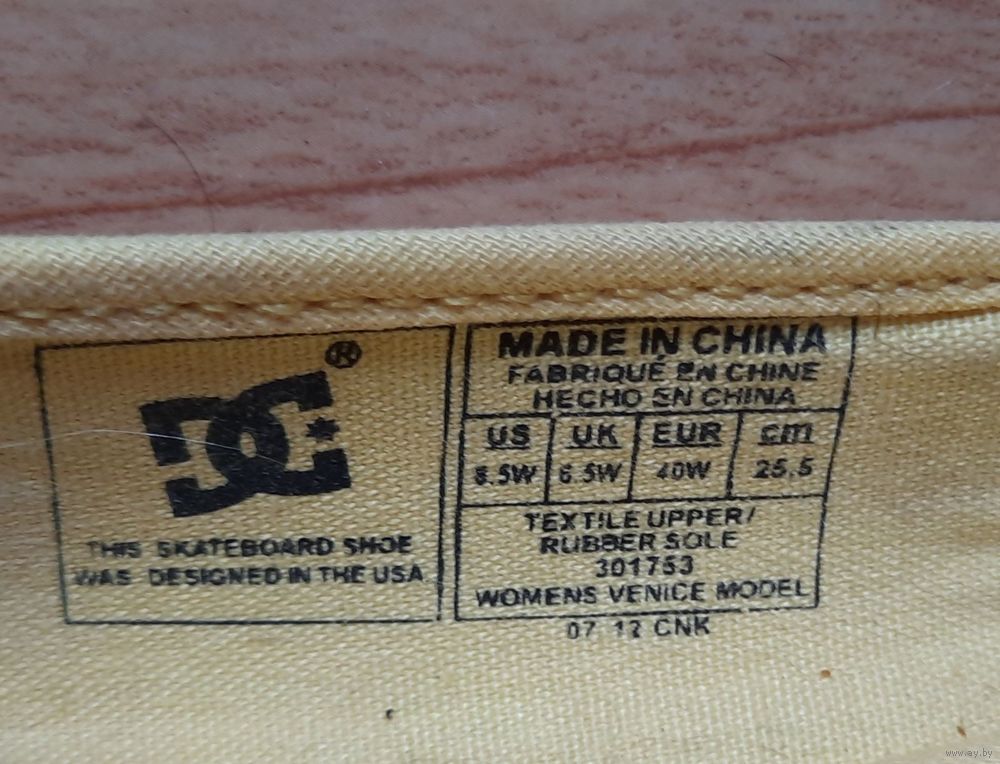 DC®
THIS SKATEBOARD SHOE
WAS DESIGNED IN THE USA
MADE IN CHINA
FABRIQUÉ EN CHINE
HECHO EN CHINA
US UK EUR cm
8.5W 6.5W 40W 25.5
TEXTILE UPPER/
RUBBER SOLE
301753
WOMENS VENICE MODEL
07 12 CNK
www.ay.by